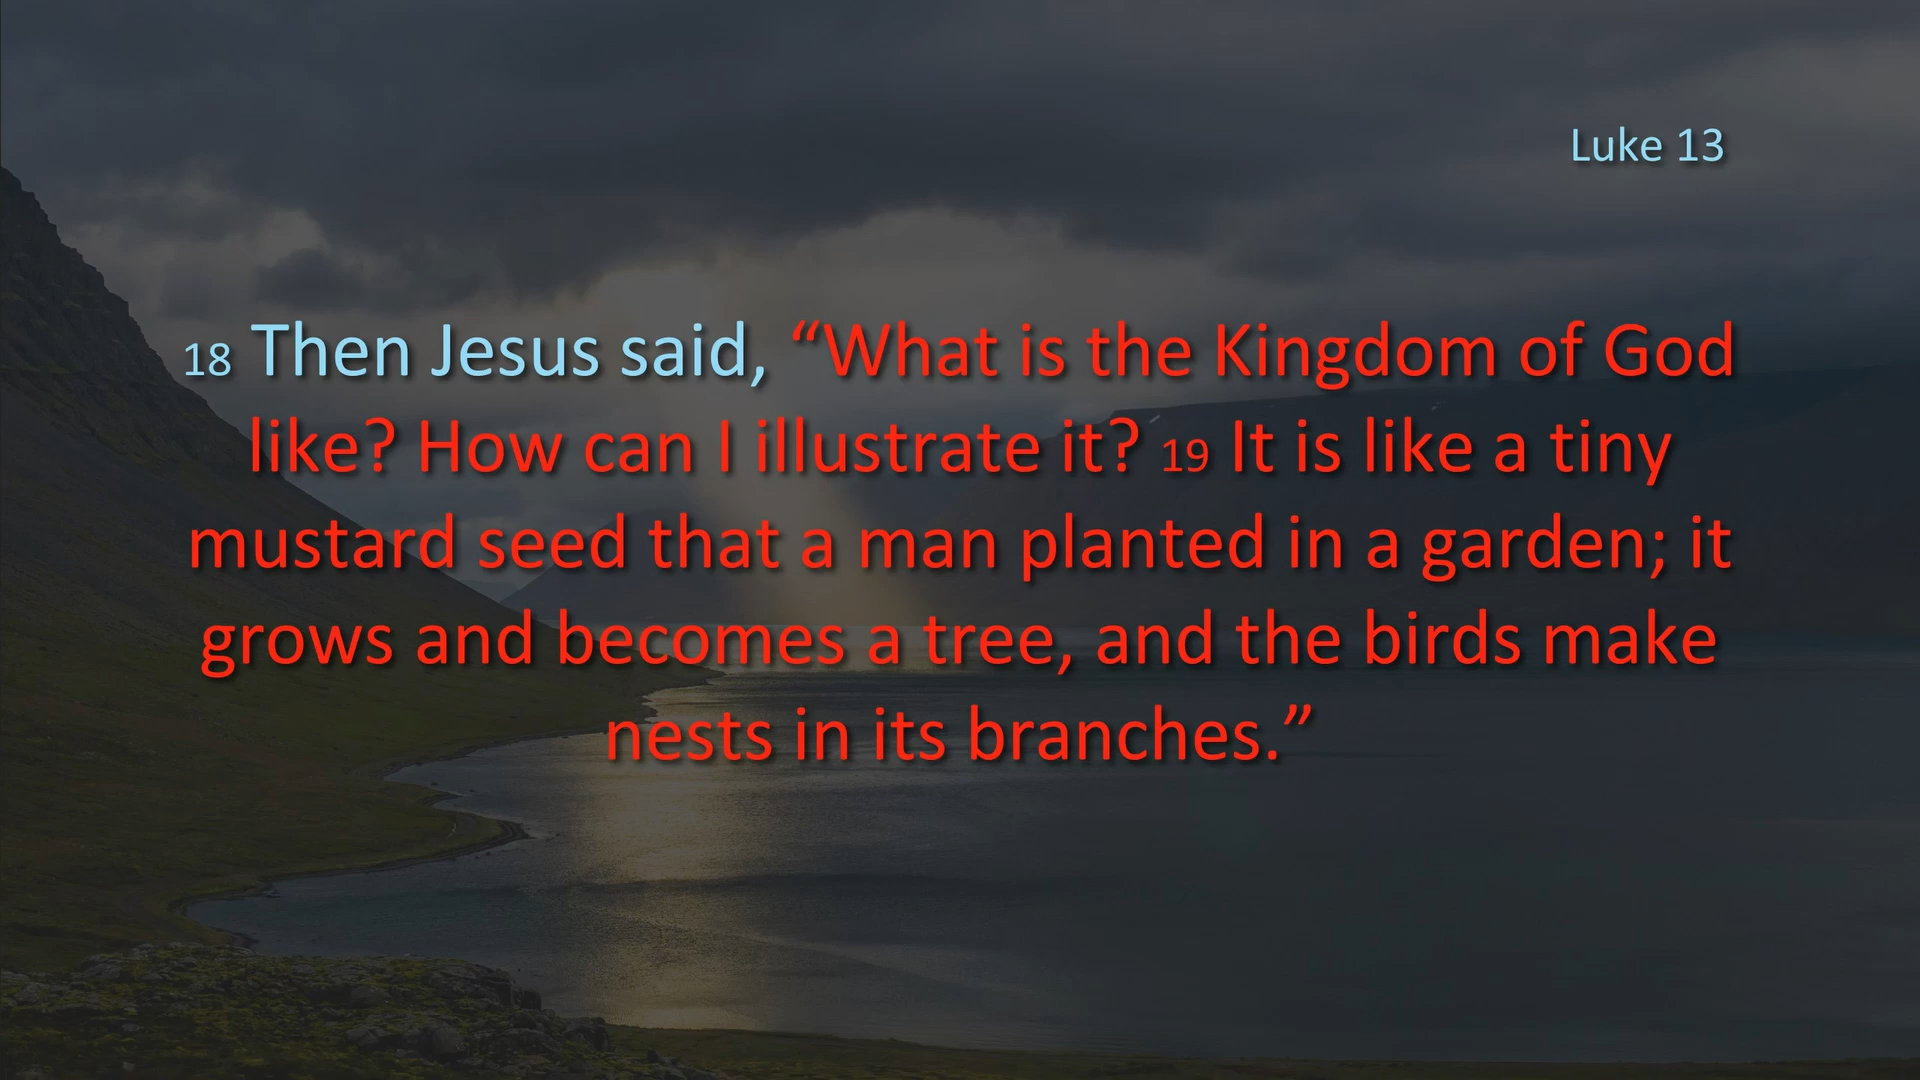 Luke 13
18 Then Jesus said, “What is the Kingdom of God
like? How can I illustrate it? 19 It is like a tiny
mustard seed that a man planted in a garden; it
grows and becomes a tree, and the birds make
nests in its branches.”